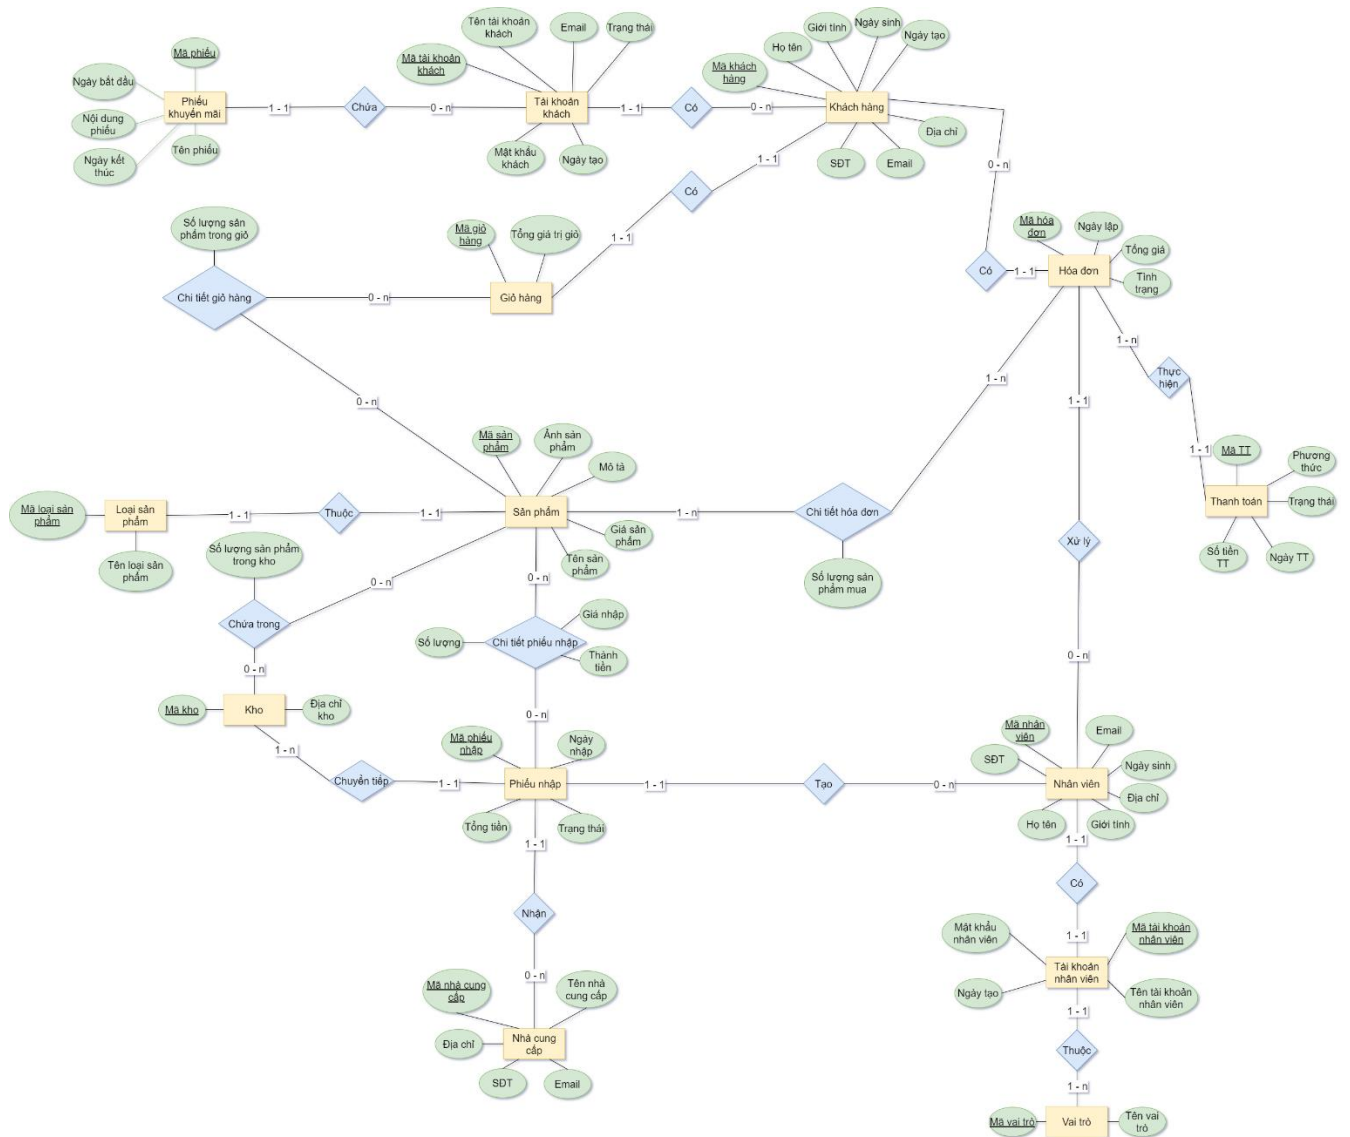 Tên tài khoản
khách
Email
Trạng thái
Mã tài khoản
khách
Mã phiếu
Ngày bắt đầu
Nội dung
phiếu
Ngày kết
thúc
Tên phiếu
Phiếu
khuyến mãi
1 - 1
Chứa
0 - n
Tài khoản
khách
Mật khẩu
khách
Ngày tạo
1 - 1
Có
0 - n
Giới tính
Ngày sinh
Họ tên
Ngày tạo
Mã khách
hàng
Khách hàng
Địa chỉ
SĐT
Email
1 - 1
Có
1 - 1
0 - n
Số lượng sản
phẩm trong giỏ
Mã giỏ
hàng
Tổng giá trị giỏ
Chi tiết giỏ hàng
0 - n
Giỏ hàng
Mã hóa
đơn
Ngày lập
Tổng giá
Tình
trạng
Có
1 - 1
Hóa đơn
1 - n
Thực
hiện
1 - 1
0 - n
1 - n
1 - 1
Mã sản
phẩm
Ảnh sản
phẩm
Mô tả
Mã TT
Phương
thức
Thanh toán
Trạng thái
Số tiền
TT
Ngày TT
Mã loại sản
phẩm
Loại sản
phẩm
Tên loại sản
phẩm
1 - 1
Thuộc
1 - 1
Sản phẩm
Giá sản
phẩm
Tên sản
phẩm
1 - n
Chi tiết hóa đơn
Số lượng sản
phẩm mua
Xử lý
Số lượng sản phẩm
trong kho
0 - n
0 - n
Chứa trong
0 - n
Số lượng
Chi tiết phiếu nhập
Giá nhập
Thành
tiền
0 - n
0 - n
Mã kho
Kho
Địa chỉ
kho
1 - n
Chuyển tiếp
1 - 1
Mã phiếu
nhập
Ngày
nhập
Phiếu nhập
Tổng tiền
Trạng thái
1 - 1
Tạo
0 - n
Mã nhân
viên
Email
SĐT
Ngày sinh
Nhân viên
Địa chỉ
Họ tên
Giới tính
1 - 1
Nhận
0 - n
1 - 1
Có
1 - 1
Mã nhà cung
cấp
Tên nhà
cung cấp
Địa chỉ
Nhà cung
cấp
SĐT
Email
Mật khẩu
nhân viên
Mã tài khoản
nhân viên
Tài khoản
nhân viên
Ngày tạo
Tên tài khoản
nhân viên
1 - 1
Thuộc
1 - n
Mã vai trò
Vai trò
Tên vai
trò